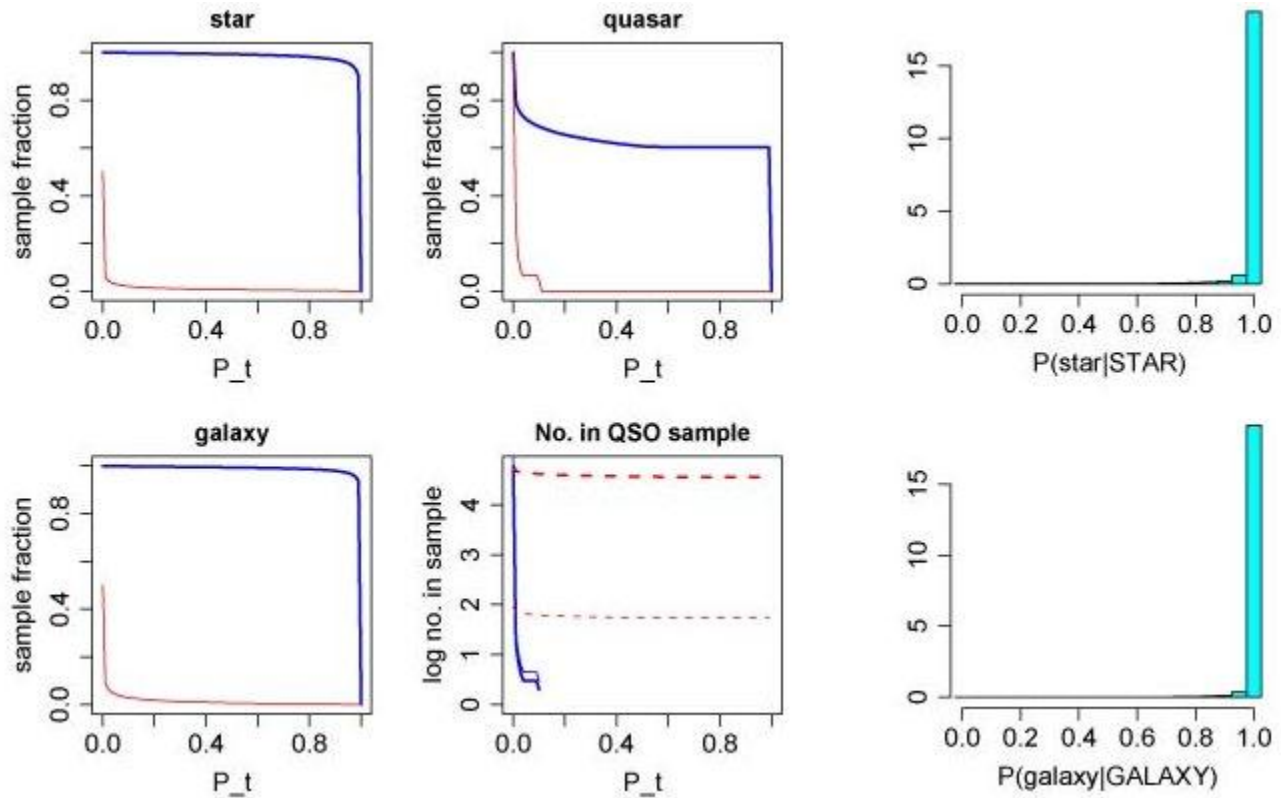 star
sample fraction
0.0 0.4 0.8
0.0 0.4 0.8
P_t
quasar
sample fraction
0.0 0.4 0.8
0.0 0.4 0.8
P_t
0 5 10 15
0.0 0.2 0.4 0.6 0.8 1.0
P(star|STAR)
galaxy
sample fraction
0.0 0.4 0.8
0.0 0.4 0.8
P_t
No. in QSO sample
log no. in sample
0 1 2 3 4
0.0 0.4 0.8
P_t
0 5 10 15
0.0 0.2 0.4 0.6 0.8 1.0
P(galaxy|GALAXY)